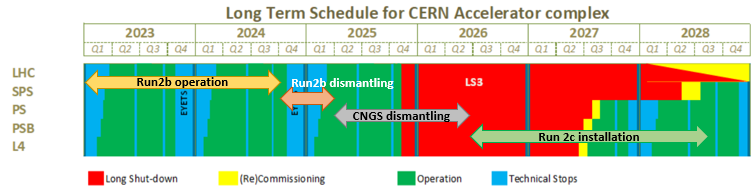 Long Term Schedule for CERN Accelerator complex
2023 2024 2025 2026 2027 2028
Q1 Q2 Q3 Q4 Q1 Q2 Q3 Q4 Q1 Q2 Q3 Q4 Q1 Q2 Q3 Q4 Q1 Q2 Q3 Q4 Q1 Q2 Q3 Q4
LHC
SPS
PS
PSB
L4
Run2b operation
EYETS
Run2b dismantling
LS3
CNGS dismantling
Run 2c installation
Long Shut-down
(Re)Commissioning
Operation
Technical Stops